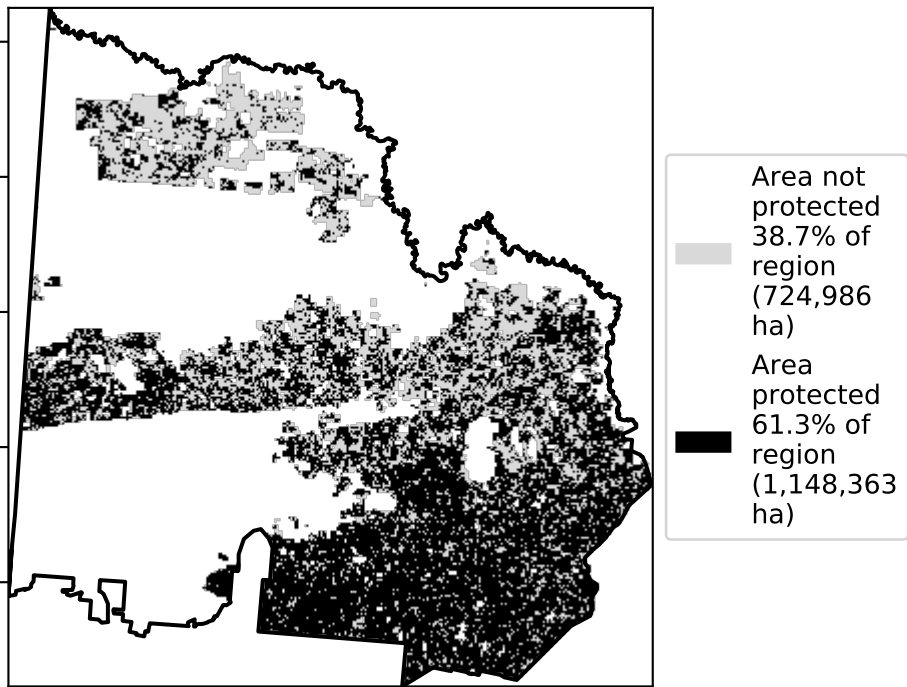 Area not
protected
38.7% of
region
(724,986
ha)
Area
protected
61.3% of
region
(1,148,363
ha)